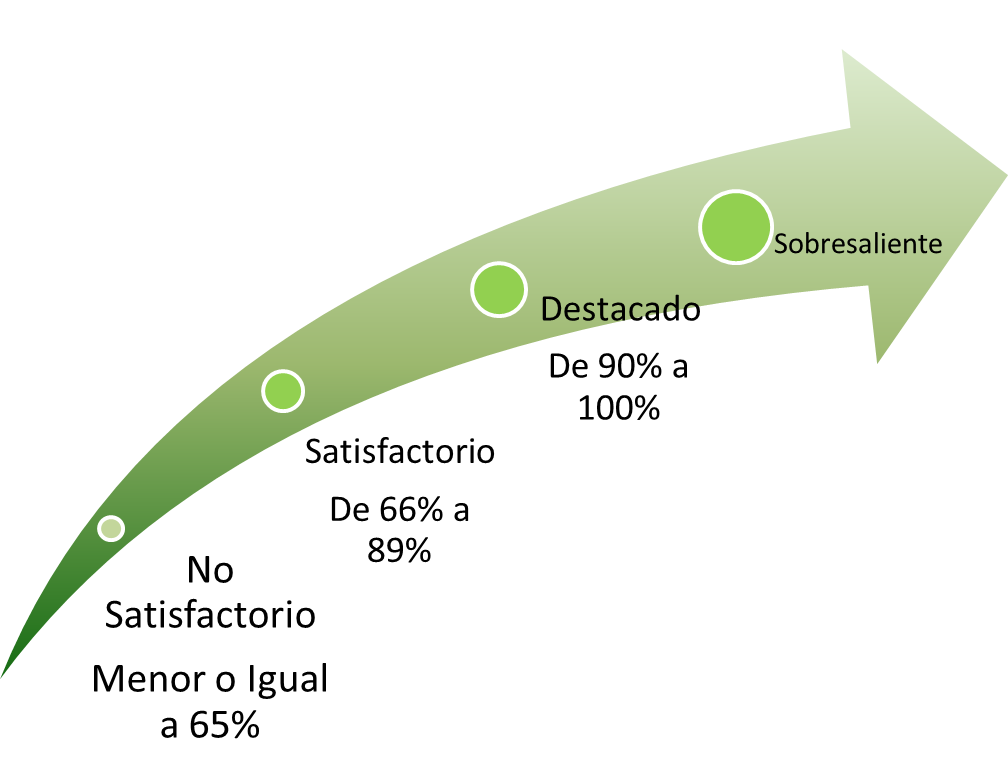 No
Satisfactorio
Menor o Igual
a 65%
Satisfactorio
De 66% a
89%
Destacado
De 90% a
100%
Sobresaliente